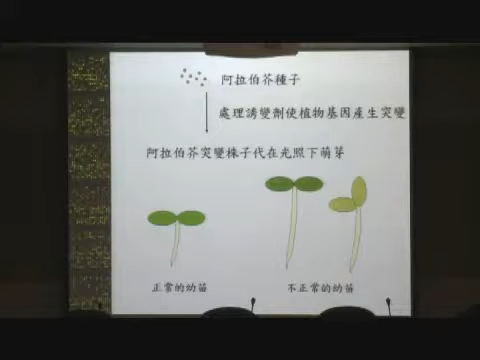 阿拉伯芥種子
處理誘變劑使植物基因產生突變
阿拉伯芥突變株子代在光照下萌芽
正常的幼苗
不正常的幼苗